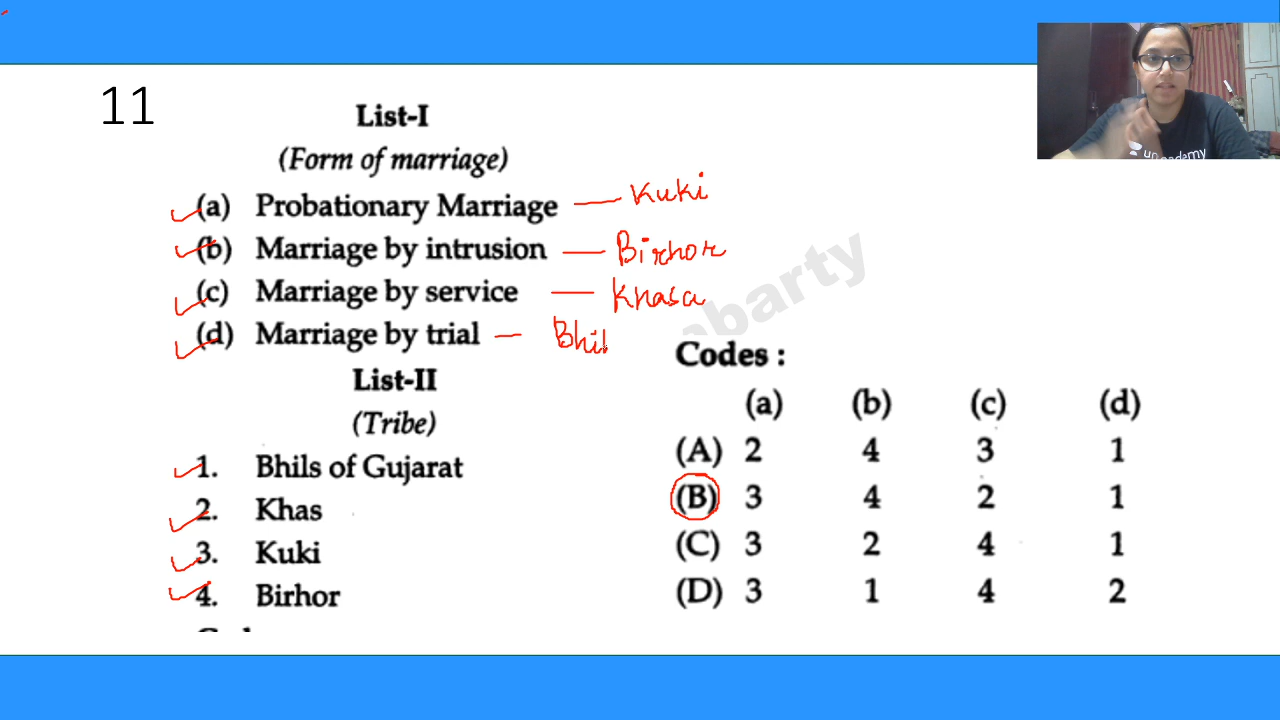 11
List-I
(Form of marriage)
(a) Probationary Marriage — Kuki
(b) Marriage by intrusion — Birhor
(c) Marriage by service — Khasa
(d) Marriage by trial — Bhil
List-II
(Tribe)
1. Bhils of Gujarat
2. Khas
3. Kuki
4. Birhor
Codes :
(a) (b) (c) (d)
(A) 2 4 3 1
(B) 3 4 2 1
(C) 3 2 4 1
(D) 3 1 4 2
abarty